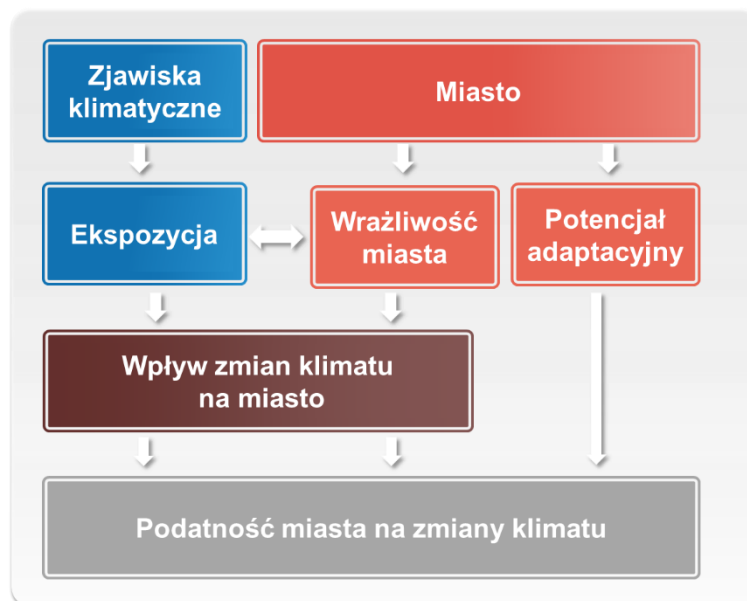 Zjawiska
klimatyczne
Miasto
Ekspozycja
Wrażliwość
miasta
Potencjał
adaptacyjny
Wpływ zmian klimatu
na miasto
Podatność miasta na zmiany klimatu